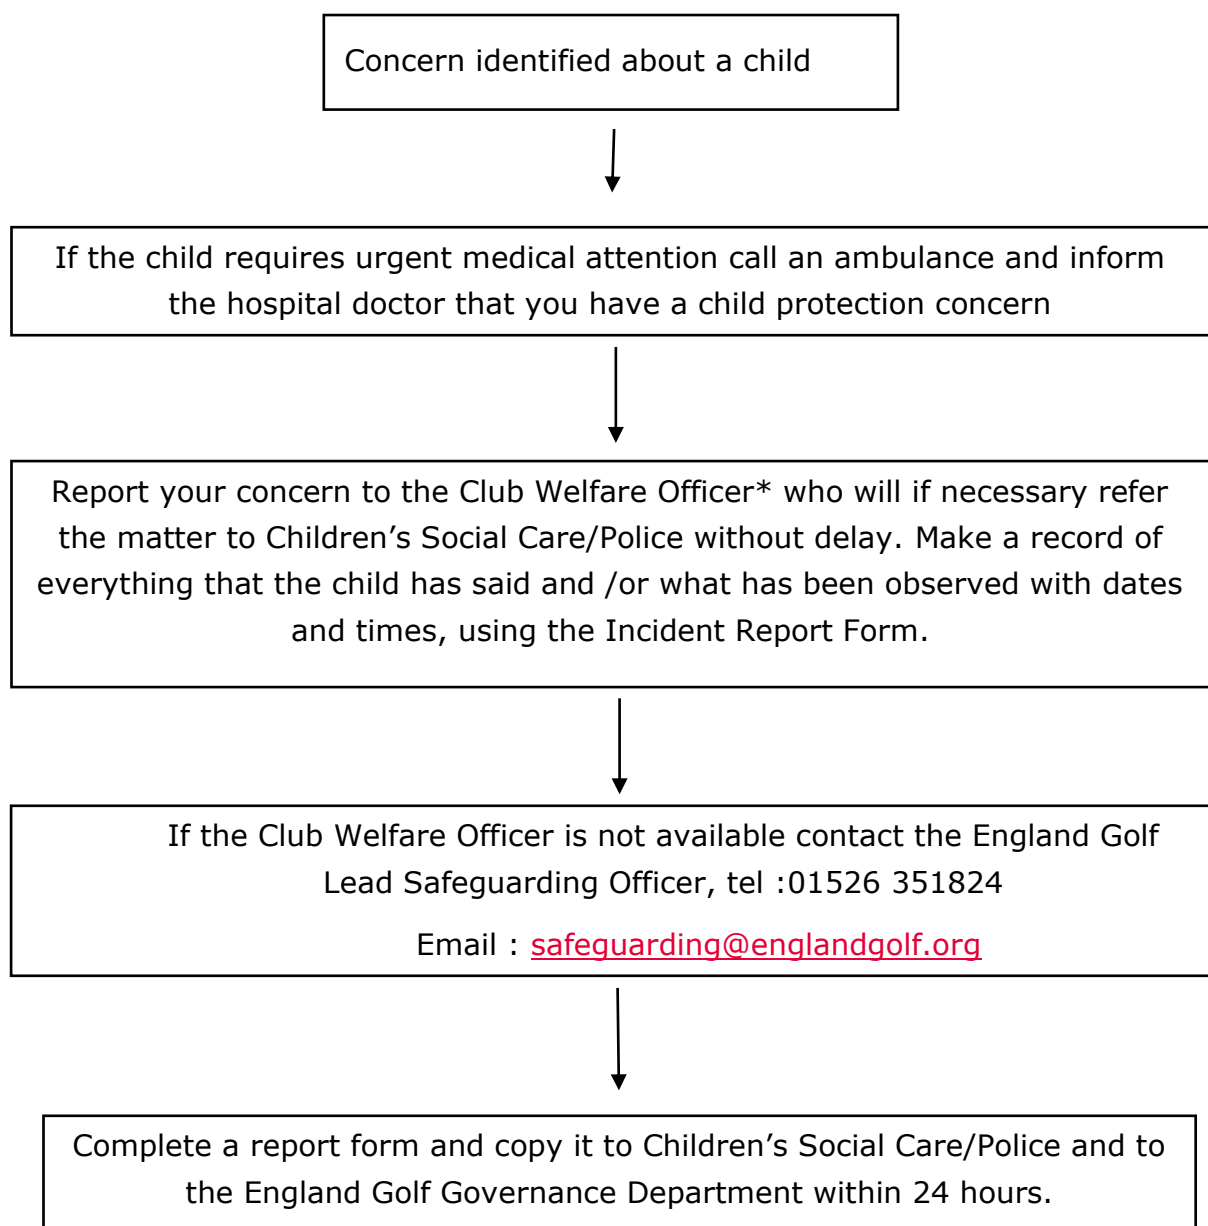 Concern identified about a child
If the child requires urgent medical attention call an ambulance and inform
the hospital doctor that you have a child protection concern
Report your concern to the Club Welfare Officer* who will if necessary refer
the matter to Children’s Social Care/Police without delay. Make a record of
everything that the child has said and /or what has been observed with dates
and times, using the Incident Report Form.
If the Club Welfare Officer is not available contact the England Golf
Lead Safeguarding Officer, tel :01526 351824
Email : safeguarding@englandgolf.org
Complete a report form and copy it to Children’s Social Care/Police and to
the England Golf Governance Department within 24 hours.